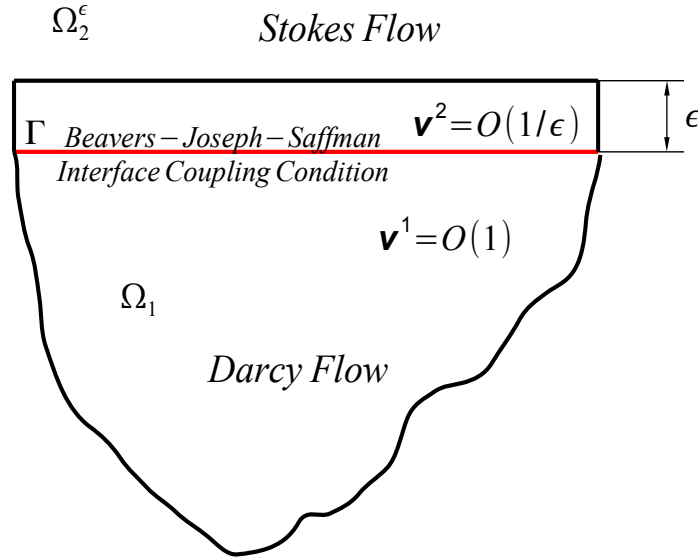 Ω₂^ϵ Stokes Flow
Γ Beavers–Joseph–Saffman v²=O(1/ϵ) ϵ
Interface Coupling Condition
v¹=O(1)
Ω₁
Darcy Flow